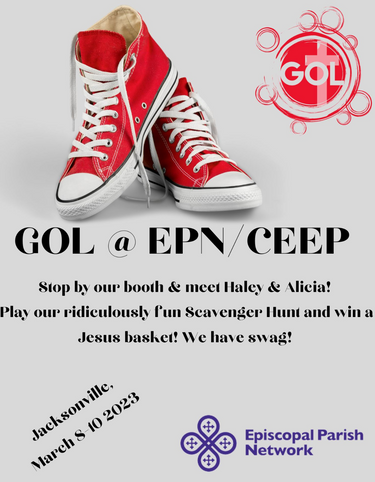 GOL
GOL @ EPN/CEEP
Stop by our booth & meet Haley & Alicia!
Play our ridiculously fun Scavenger Hunt and win a
Jesus basket! We have swag!
Jacksonville,
March 8-10 2023
Episcopal Parish
Network